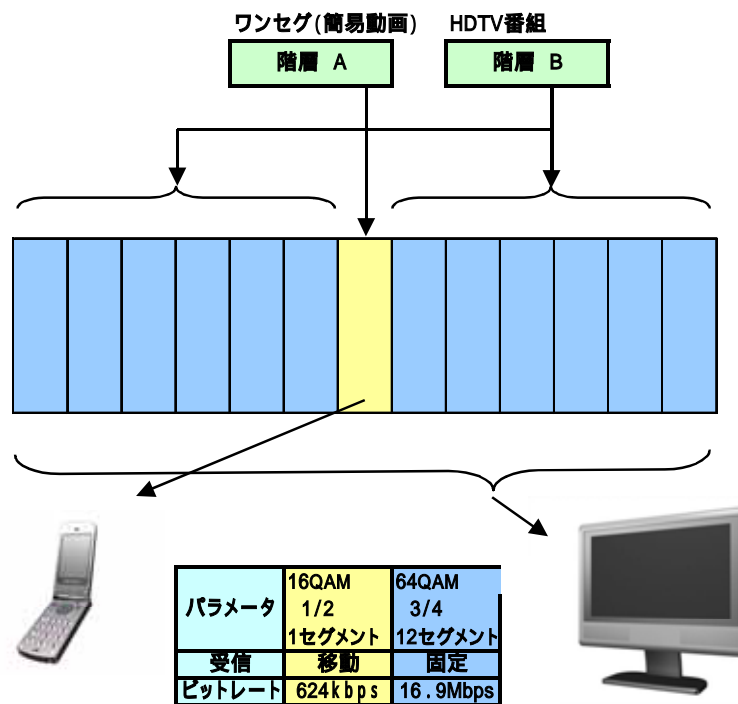 ワンセグ(簡易動画) HDTV番組
階層 A 階層 B
パラメータ 16QAM 64QAM
1/2 3/4
1セグメント 12セグメント
受信 移動 固定
ビットレート 624kbps 16.9Mbps